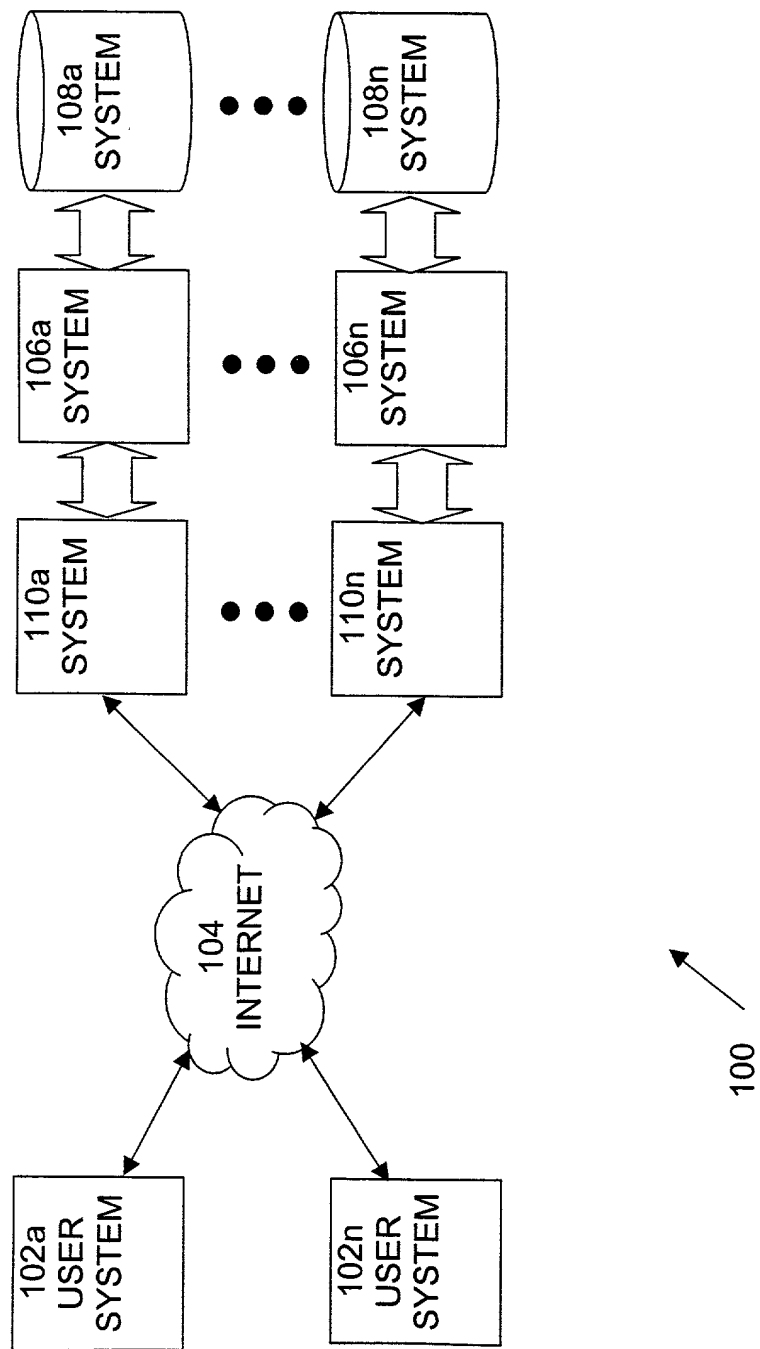 102a
USER
SYSTEM
102n
USER
SYSTEM
104
INTERNET
110a
SYSTEM
110n
SYSTEM
106a
SYSTEM
106n
SYSTEM
108a
SYSTEM
108n
SYSTEM
100